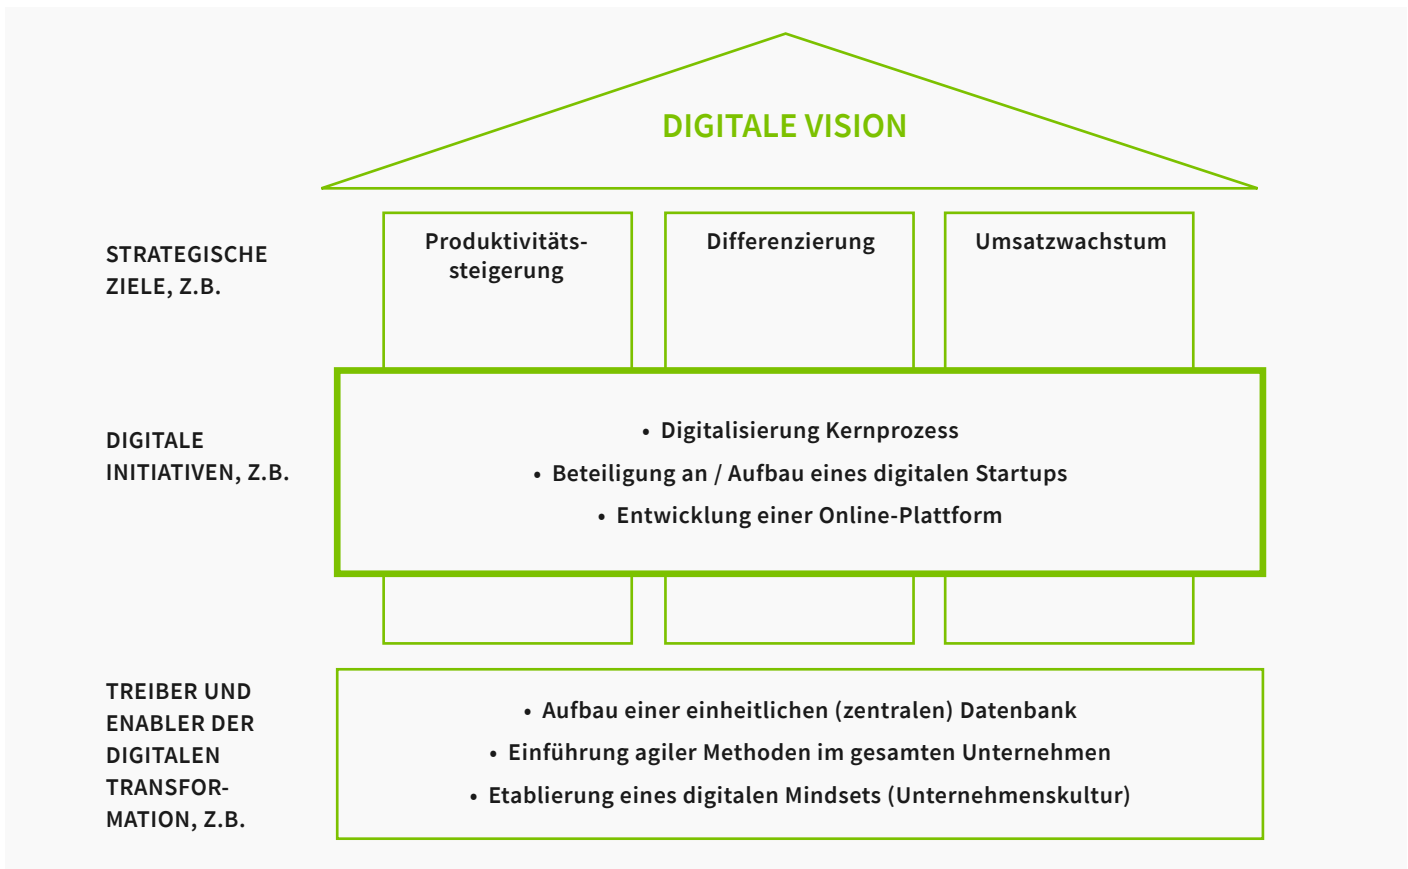 DIGITALE VISION
STRATEGISCHE
ZIELE, Z.B.
Produktivitäts-
steigerung
Differenzierung
Umsatzwachstum
DIGITALE
INITIATIVEN, Z.B.
• Digitalisierung Kernprozess
• Beteiligung an / Aufbau eines digitalen Startups
• Entwicklung einer Online-Plattform
TREIBER UND
ENABLER DER
DIGITALEN
TRANSFOR-
MATION, Z.B.
• Aufbau einer einheitlichen (zentralen) Datenbank
• Einführung agiler Methoden im gesamten Unternehmen
• Etablierung eines digitalen Mindsets (Unternehmenskultur)